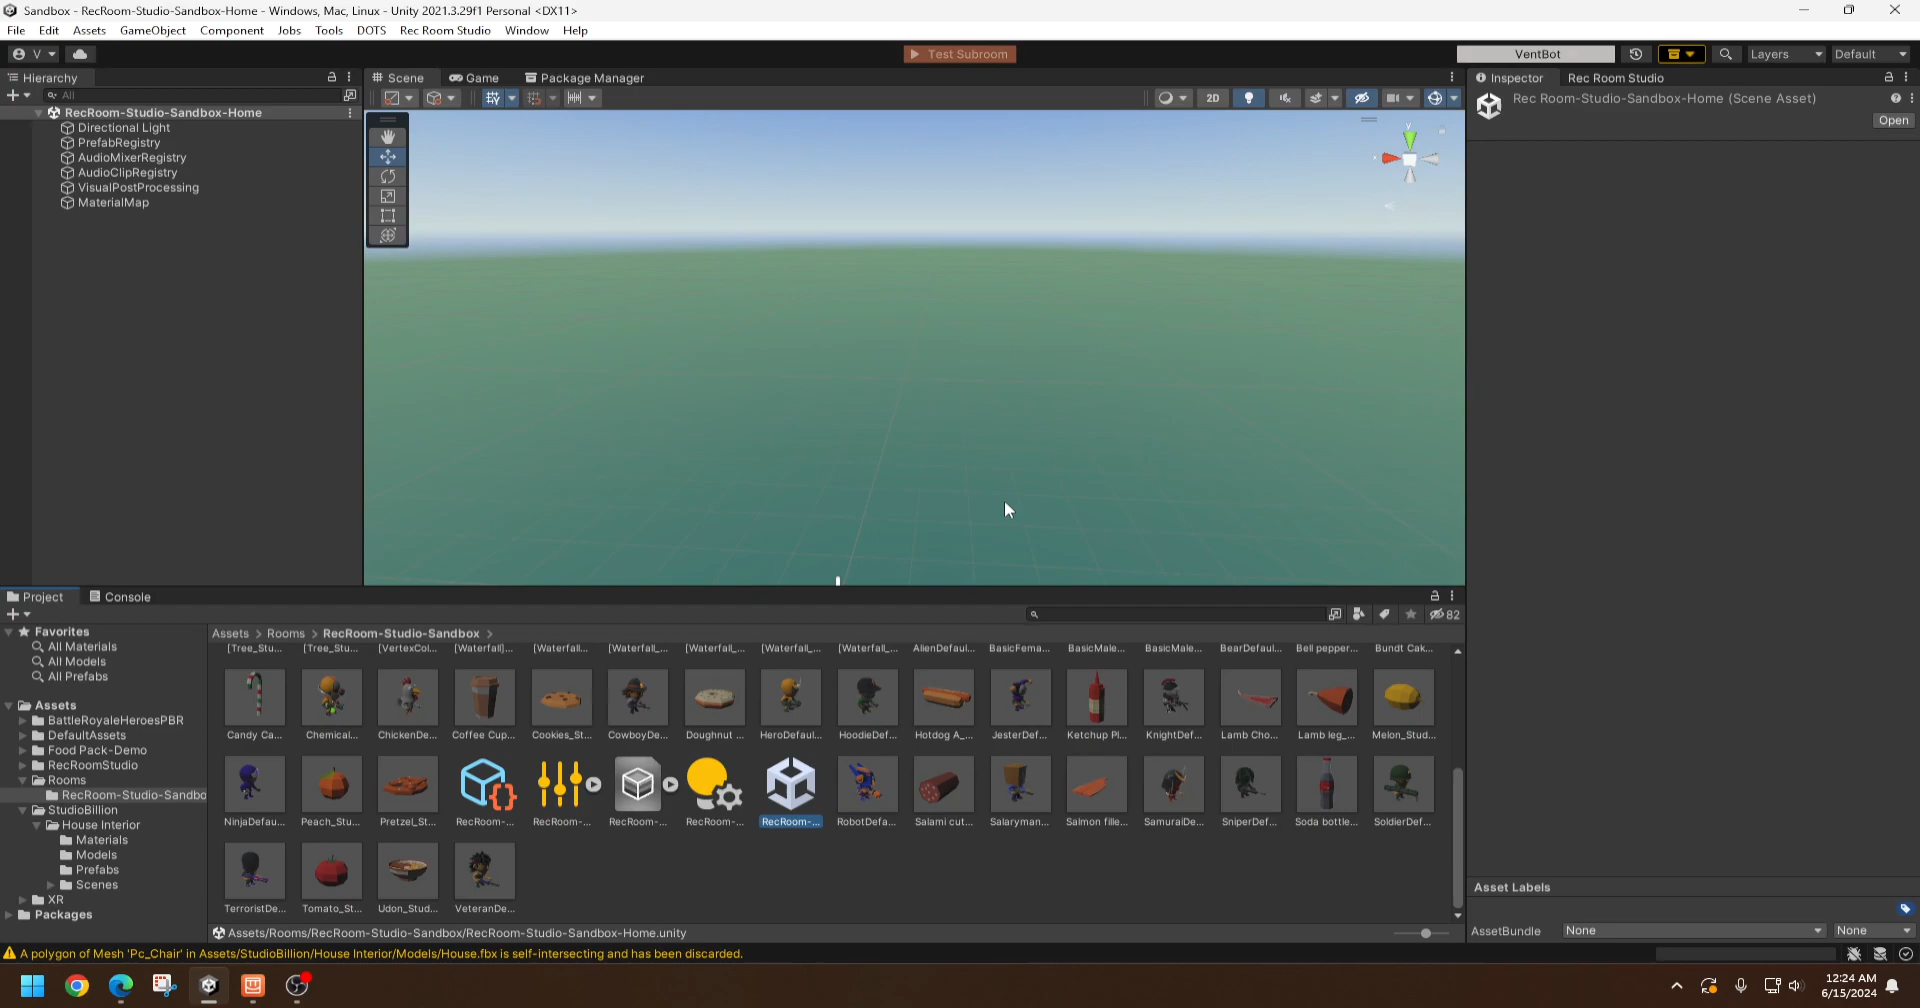 Sandbox - RecRoom-Studio-Sandbox-Home - Windows, Mac, Linux - Unity 2021.3.29f1 Personal <DX11>
File Edit Assets GameObject Component Jobs Tools DOTS Rec Room Studio Window Help
V Test Subroom VentBot Layers Default
Hierarchy Scene Game Package Manager Inspector Rec Room Studio
All
2D
Rec Room-Studio-Sandbox-Home (Scene Asset)
Open
RecRoom-Studio-Sandbox-Home
Directional Light
PrefabRegistry
AudioMixerRegistry
AudioClipRegistry
VisualPostProcessing
MaterialMap
y
x
Project Console
82
Favorites
All Materials
All Models
All Prefabs
Assets
BattleRoyaleHeroesPBR
DefaultAssets
Food Pack-Demo
RecRoomStudio
Rooms
RecRoom-Studio-Sandbo
StudioBillion
House Interior
Materials
Models
Prefabs
Scenes
XR
Packages
Assets > Rooms > RecRoom-Studio-Sandbox >
[Tree_Stu... [Tree_Stu... [VertexCol... [Waterfall]... [Waterfall... [Waterfall_... [Waterfall_... [Waterfall_... [Waterfall_... AlienDefaul... BasicFema... BasicMale... BasicMale... BearDefaul... Bell pepper... Bundt Cak...
Candy Ca... Chemical... ChickenDe... Coffee Cup... Cookies_St... CowboyDe... Doughnut ... HeroDefaul... HoodieDef... Hotdog A_... JesterDef... Ketchup Pl... KnightDef... Lamb Cho... Lamb leg_... Melon_Stud...
NinjaDefau... Peach_Stu... Pretzel_St... RecRoom-... RecRoom-... RecRoom-... RecRoom-... RecRoom-... RobotDefa... Salami cut... Salaryman... Salmon fille... SamuraiDe... SniperDef... Soda bottle... SoldierDef...
TerroristDe... Tomato_St... Udon_Stud... VeteranDe...
Assets/Rooms/RecRoom-Studio-Sandbox/RecRoom-Studio-Sandbox-Home.unity
Asset Labels
AssetBundle None None
A polygon of Mesh 'Pc_Chair' in Assets/StudioBillion/House Interior/Models/House.fbx is self-intersecting and has been discarded.
12:24 AM
6/15/2024